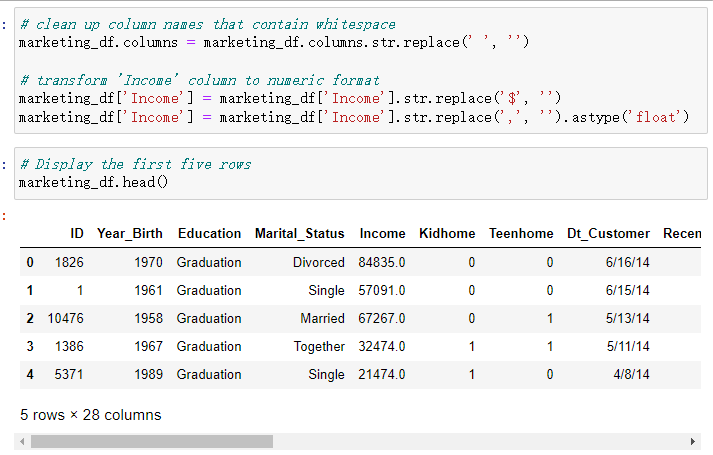 : # clean up column names that contain whitespace
marketing_df.columns = marketing_df.columns.str.replace(' ', '')
# transform 'Income' column to numeric format
marketing_df['Income'] = marketing_df['Income'].str.replace('$', '')
marketing_df['Income'] = marketing_df['Income'].str.replace(',', '').astype('float')
: # Display the first five rows
marketing_df.head()
:
ID Year_Birth Education Marital_Status Income Kidhome Teenhome Dt_Customer Recen
0 1826 1970 Graduation Divorced 84835.0 0 0 6/16/14
1 1 1961 Graduation Single 57091.0 0 0 6/15/14
2 10476 1958 Graduation Married 67267.0 0 1 5/13/14
3 1386 1967 Graduation Together 32474.0 1 1 5/11/14
4 5371 1989 Graduation Single 21474.0 1 0 4/8/14
5 rows × 28 columns